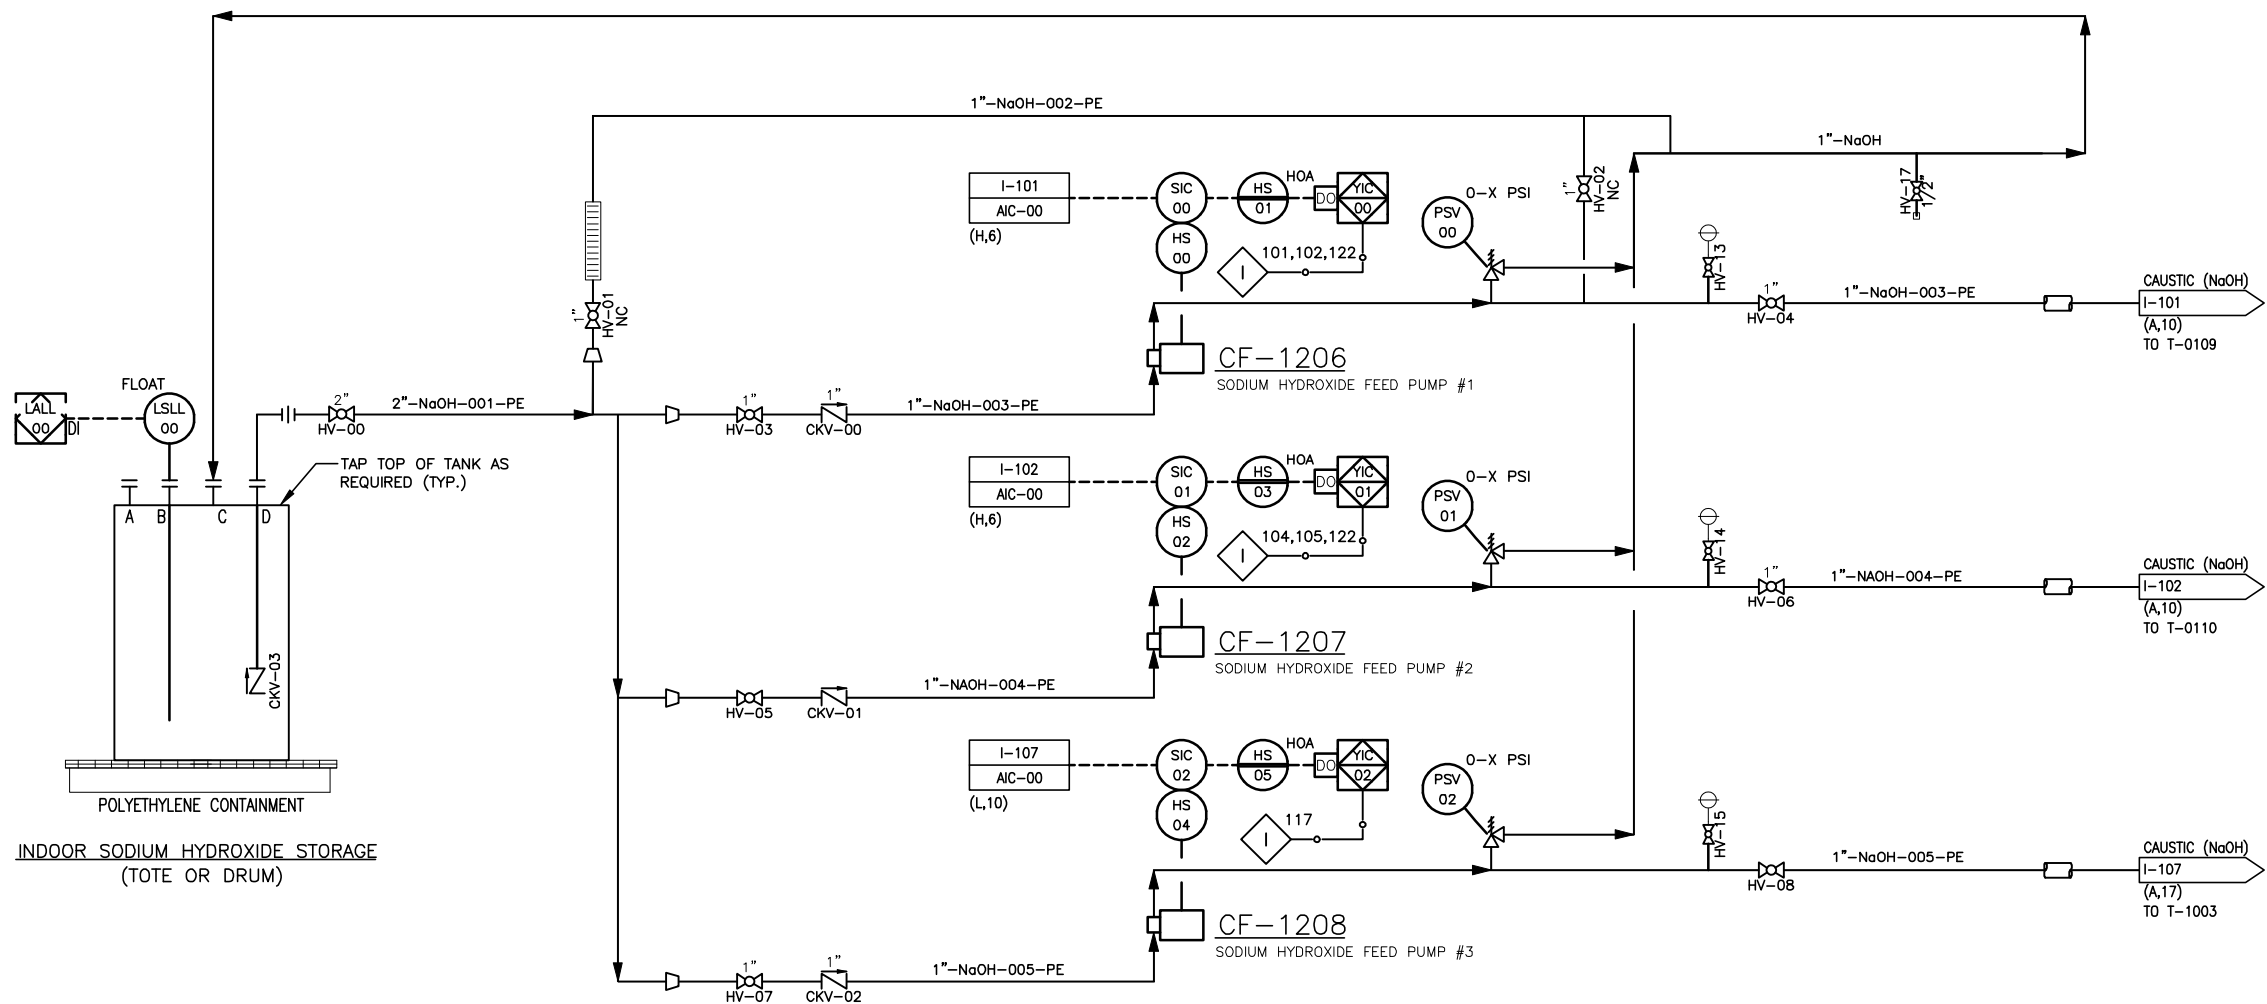 1"-NaOH-002-PE
1"-NaOH
HV-17
1/2"
1"
HV-02
NC
I-101
AIC-00
(H,6)
SIC
00
HS
00
HS
01
HOA
DO
YIC
00
I
101,102,122
PSV
00
0-X PSI
HV-13
1"
HV-04
1"-NaOH-003-PE
CAUSTIC (NaOH)
I-101
(A,10)
TO T-0109
1"
HV-01
NC
CF-1206
SODIUM HYDROXIDE FEED PUMP #1
LALL
00
DI
FLOAT
LSLL
00
2"
HV-00
2"-NaOH-001-PE
1"
HV-03
1"
CKV-00
1"-NaOH-003-PE
TAP TOP OF TANK AS
REQUIRED (TYP.)
A
B
C
D
CKV-03
POLYETHYLENE CONTAINMENT
INDOOR SODIUM HYDROXIDE STORAGE
(TOTE OR DRUM)
I-102
AIC-00
(H,6)
SIC
01
HS
02
HS
03
HOA
DO
YIC
01
I
104,105,122
PSV
01
0-X PSI
HV-14
1"
HV-06
1"-NAOH-004-PE
CAUSTIC (NaOH)
I-102
(A,10)
TO T-0110
CF-1207
SODIUM HYDROXIDE FEED PUMP #2
1"
HV-05
1"
CKV-01
1"-NAOH-004-PE
I-107
AIC-00
(L,10)
SIC
02
HS
04
HS
05
HOA
DO
YIC
02
I
117
PSV
02
0-X PSI
HV-15
1"
HV-08
1"-NaOH-005-PE
CAUSTIC (NaOH)
I-107
(A,17)
TO T-1003
CF-1208
SODIUM HYDROXIDE FEED PUMP #3
1"
HV-07
1"
CKV-02
1"-NaOH-005-PE